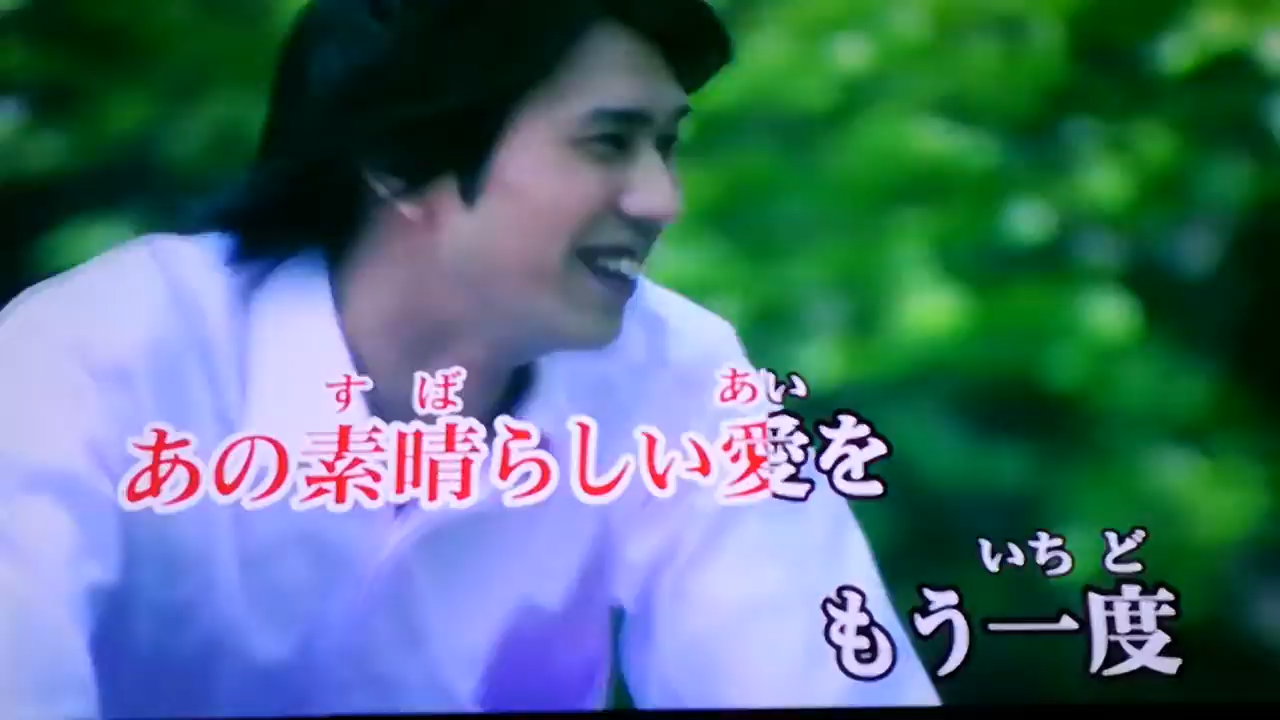 すば あい
あの素晴らしい愛を
いちど
もう一度